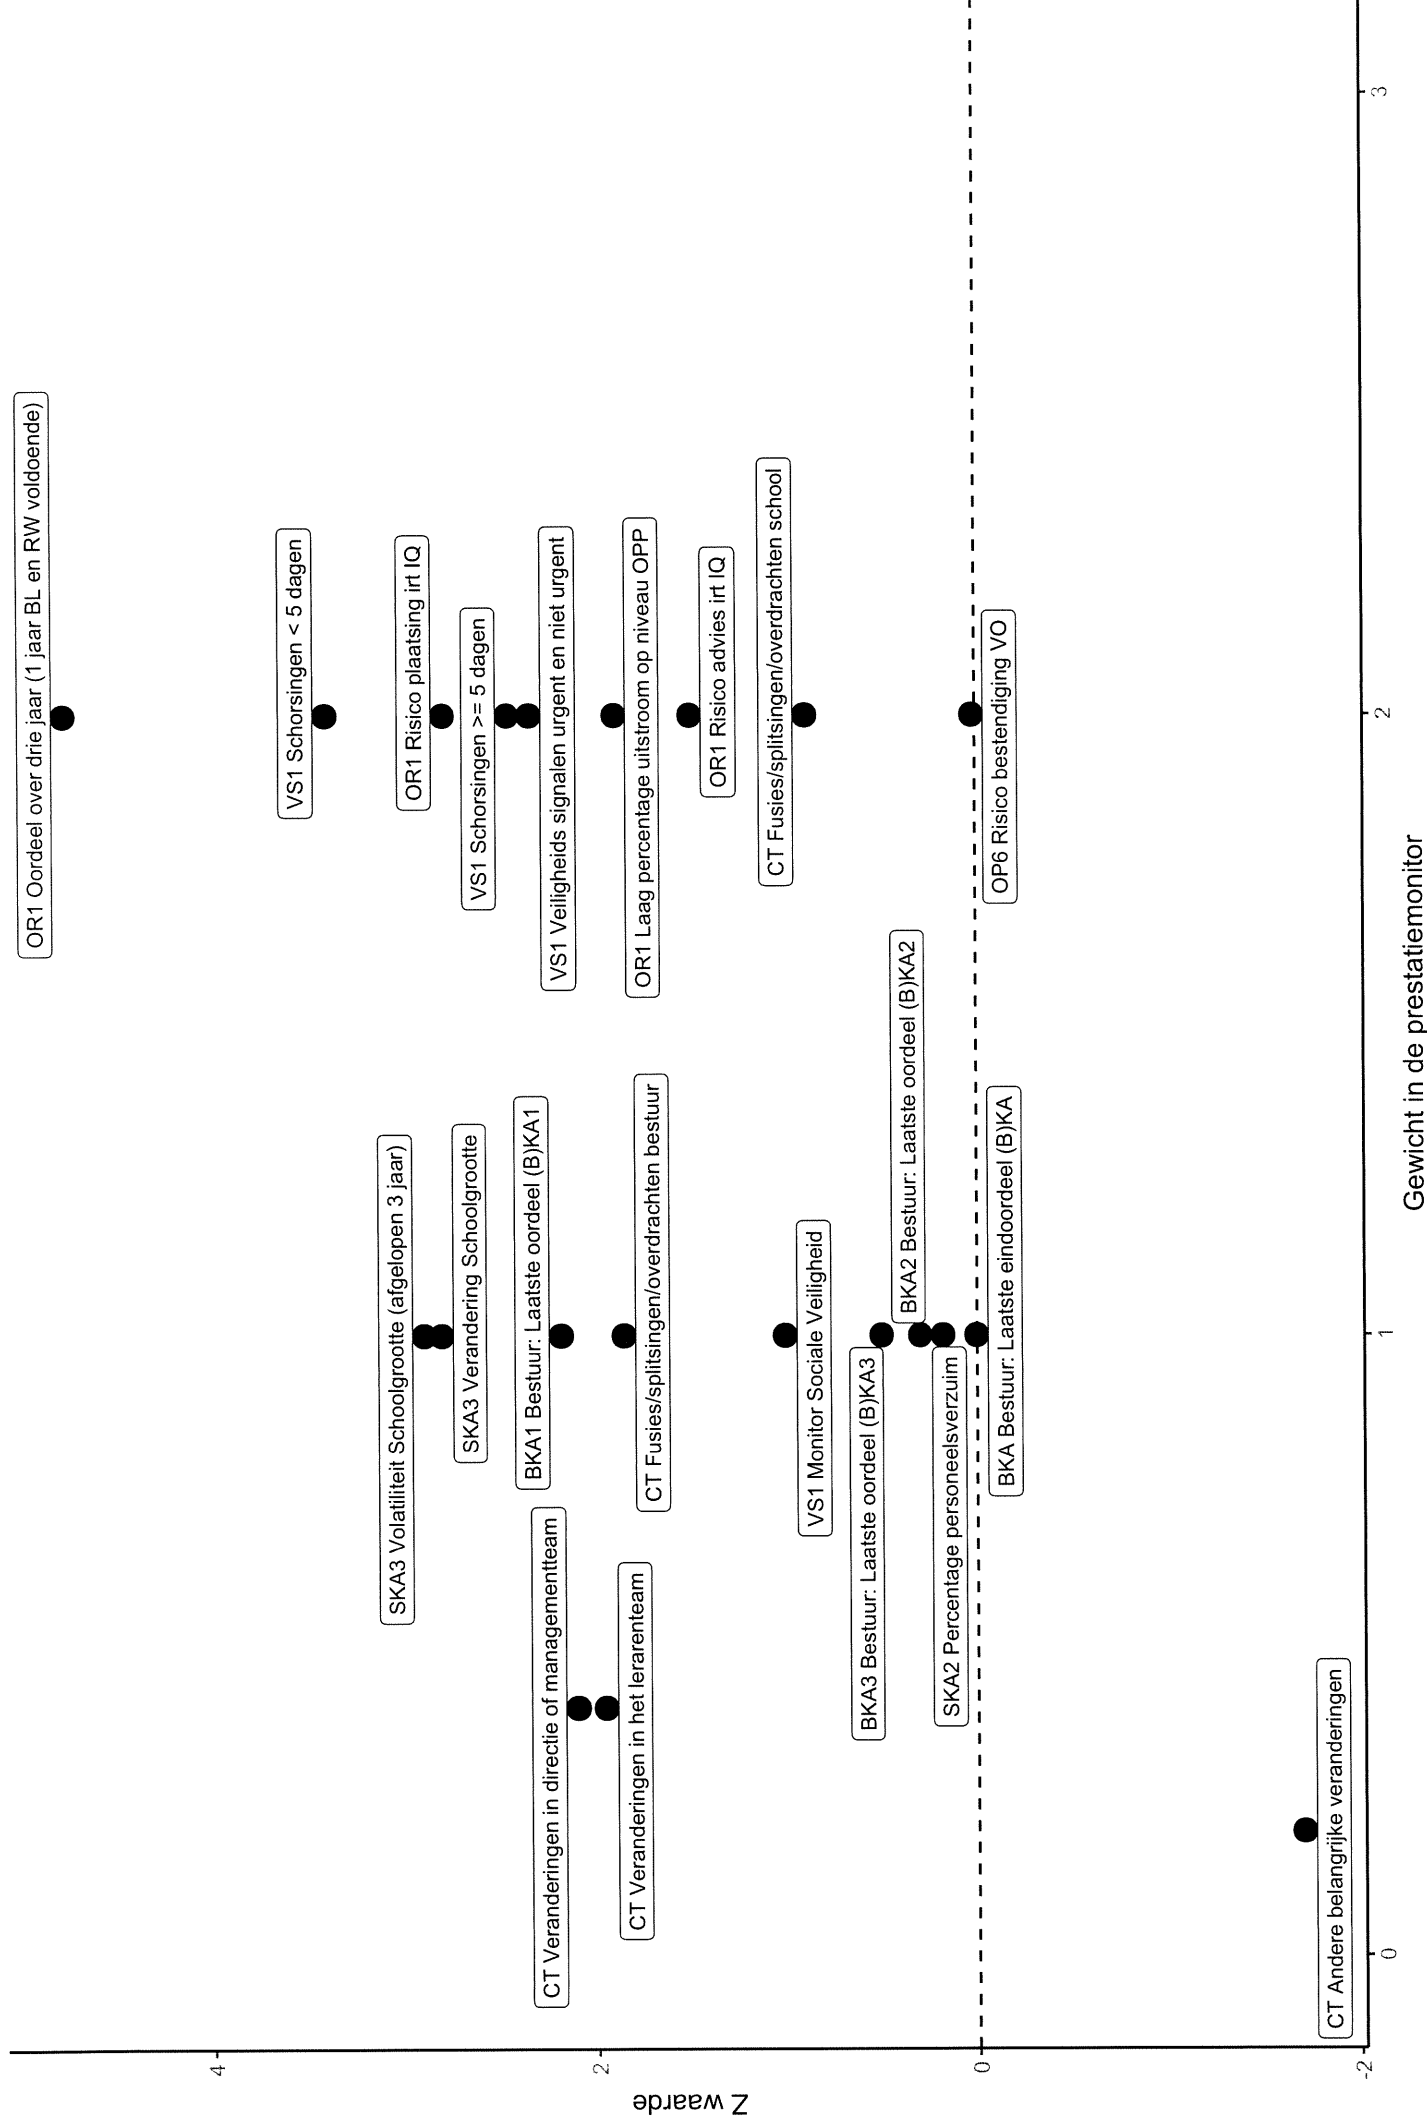 OR1 Oordeel over drie jaar (1 jaar BL en RW voldoende)
4
VS1 Schorsingen < 5 dagen
SKA3 Volatiliteit Schoolgrootte (afgelopen 3 jaar)
OR1 Risico plaatsing irt IQ
SKA3 Verandering Schoolgrootte
VS1 Schorsingen >= 5 dagen
BKA1 Bestuur: Laatste oordeel (B)KA1
CT Veranderingen in directie of managementteam
VS1 Veiligheids signalen urgent en niet urgent
2
CT Veranderingen in het lerarenteam
CT Fusies/splitsingen/overdrachten bestuur
OR1 Laag percentage uitstroom op niveau OPP
OR1 Risico advies irt IQ
CT Fusies/splitsingen/overdrachten school
VS1 Monitor Sociale Veiligheid
BKA3 Bestuur: Laatste oordeel (B)KA3
BKA2 Bestuur: Laatste oordeel (B)KA2
SKA2 Percentage personeelsverzuim
0
BKA Bestuur: Laatste eindoordeel (B)KA
OP6 Risico bestendiging VO
CT Andere belangrijke veranderingen
-2
Z waarde
0
1
2
3
Gewicht in de prestatiemonitor